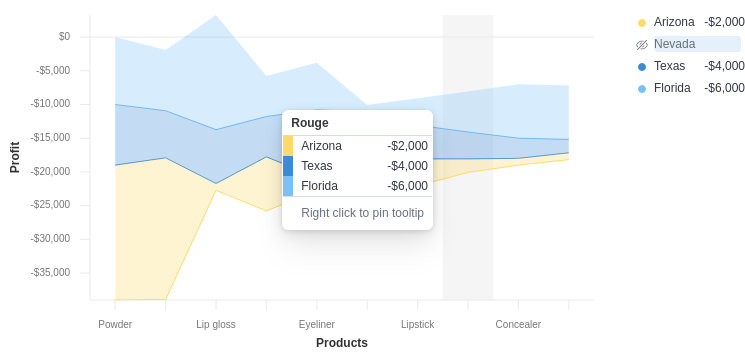 $0
-$5,000
-$10,000
-$15,000
-$20,000
-$25,000
-$30,000
-$35,000
Profit
Powder
Lip gloss
Eyeliner
Lipstick
Concealer
Products
Rouge
Arizona -$2,000
Texas -$4,000
Florida -$6,000
Right click to pin tooltip
Arizona -$2,000
Nevada
Texas -$4,000
Florida -$6,000